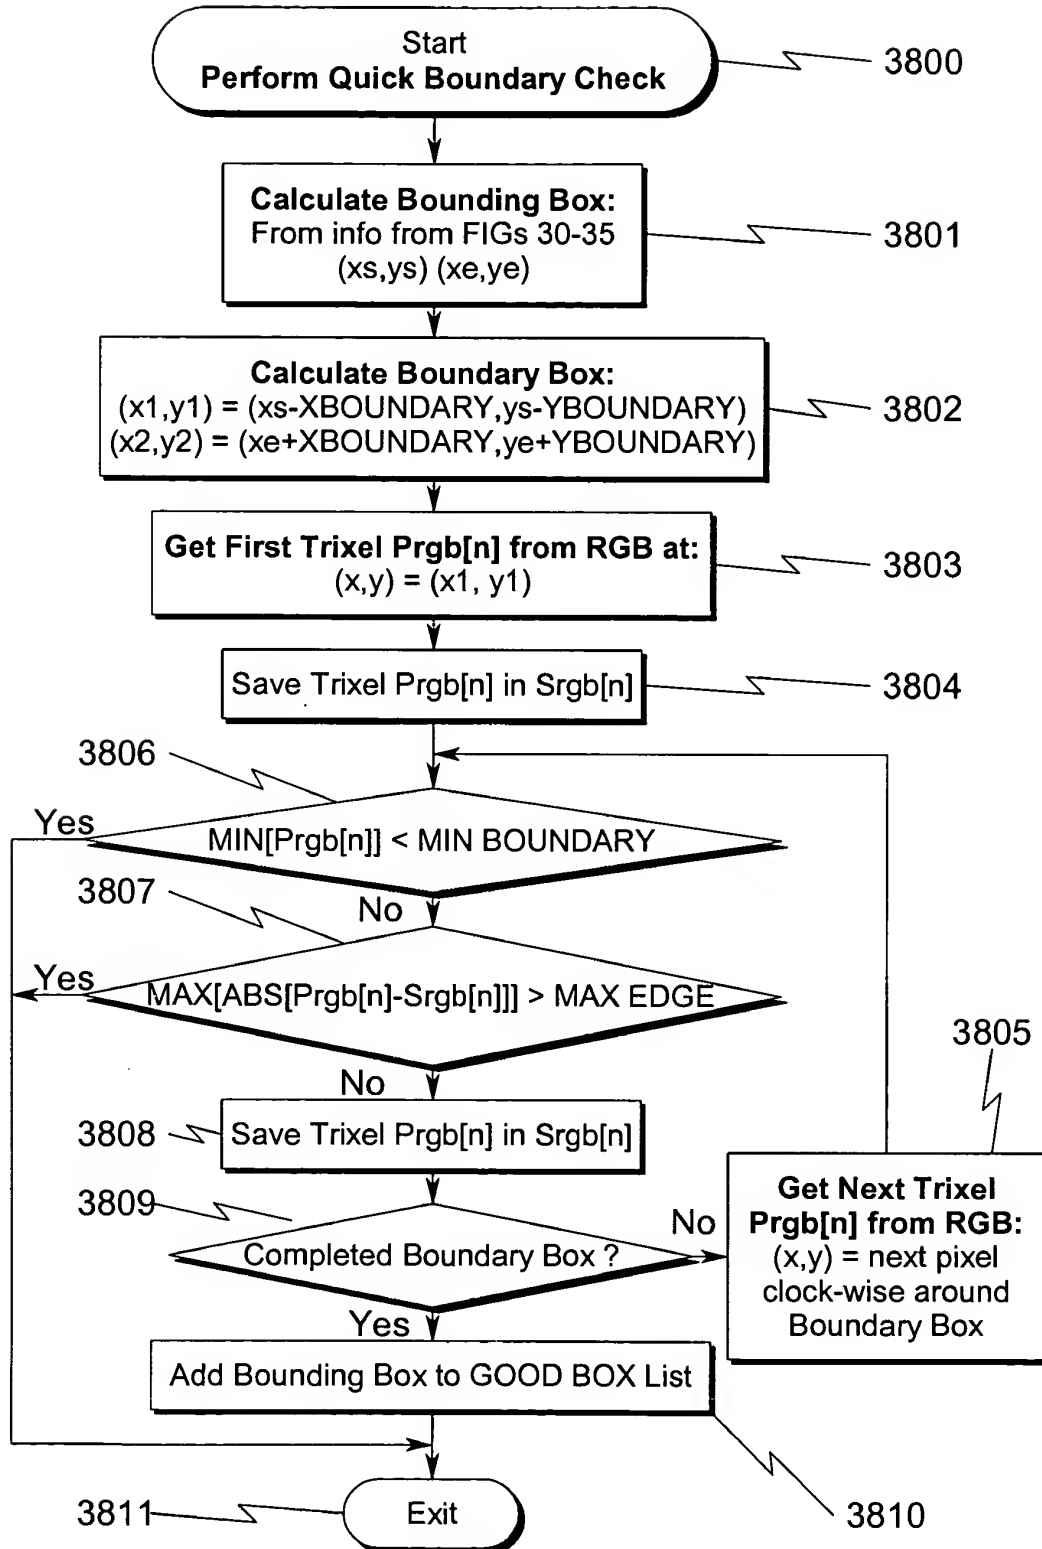 Start
Perform Quick Boundary Check
3800
Calculate Bounding Box:
From info from FIGs 30-35
(xs,ys) (xe,ye)
3801
Calculate Boundary Box:
(x1,y1) = (xs-XBOUNDARY,ys-YBOUNDARY)
(x2,y2) = (xe+XBOUNDARY,ye+YBOUNDARY)
3802
Get First Trixel Prgb[n] from RGB at:
(x,y) = (x1, y1)
3803
Save Trixel Prgb[n] in Srgb[n]
3804
3806
Yes
MIN[Prgb[n]] < MIN BOUNDARY
3807
No
Yes
MAX[ABS[Prgb[n]-Srgb[n]]] > MAX EDGE
3805
No
3808
Save Trixel Prgb[n] in Srgb[n]
3809
Completed Boundary Box ?
No
Get Next Trixel
Prgb[n] from RGB:
(x,y) = next pixel
clock-wise around
Boundary Box
Yes
Add Bounding Box to GOOD BOX List
3810
3811
Exit